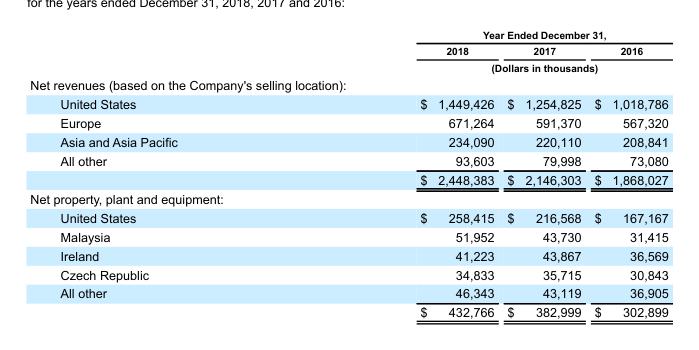 for the years ended December 31, 2018, 2017 and 2016:
Year Ended December 31,
2018 2017 2016
(Dollars in thousands)
Net revenues (based on the Company's selling location):
United States $ 1,449,426 $ 1,254,825 $ 1,018,786
Europe 671,264 591,370 567,320
Asia and Asia Pacific 234,090 220,110 208,841
All other 93,603 79,998 73,080
$ 2,448,383 $ 2,146,303 $ 1,868,027
Net property, plant and equipment:
United States $ 258,415 $ 216,568 $ 167,167
Malaysia 51,952 43,730 31,415
Ireland 41,223 43,867 36,569
Czech Republic 34,833 35,715 30,843
All other 46,343 43,119 36,905
$ 432,766 $ 382,999 $ 302,899